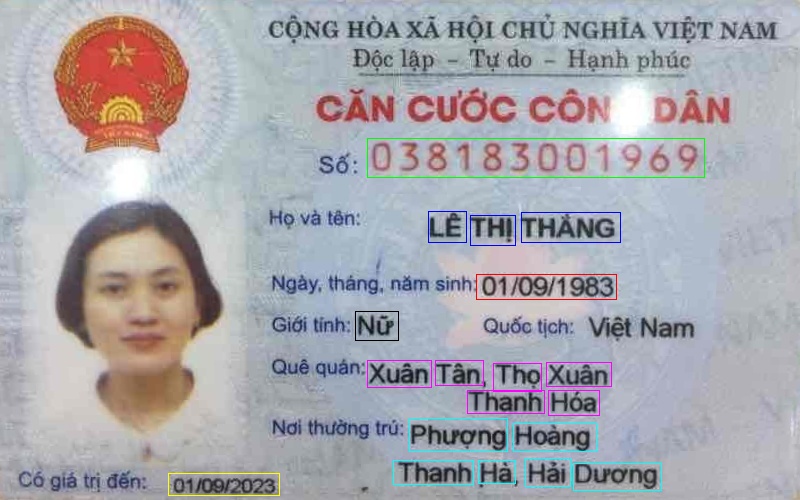 CỘNG HÒA XÃ HỘI CHỦ NGHĨA VIỆT NAM
Độc lập - Tự do - Hạnh phúc
CĂN CƯỚC CÔNG DÂN
Số: 038183001969
Họ và tên: LÊ THỊ THẮNG
Ngày, tháng, năm sinh: 01/09/1983
Giới tính: Nữ Quốc tịch: Việt Nam
Quê quán: Xuân Tân, Thọ Xuân
Thanh Hóa
Nơi thường trú: Phượng Hoàng
Thanh Hà, Hải Dương
Có giá trị đến: 01/09/2023